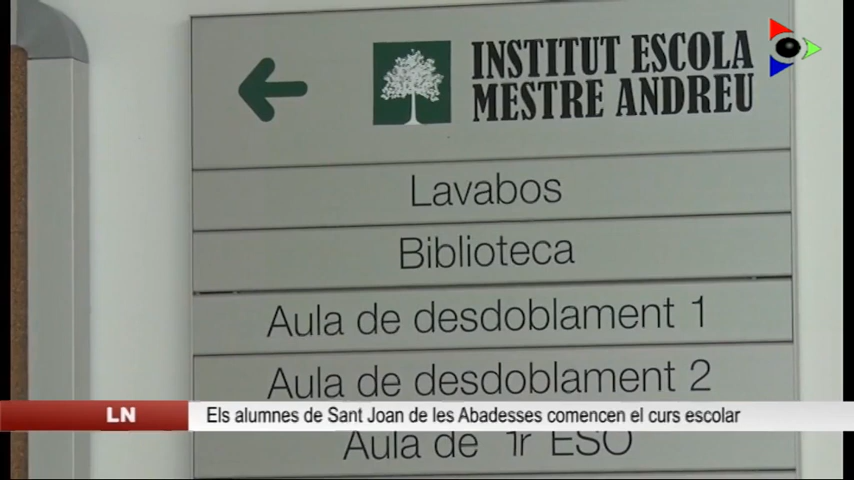 INSTITUT ESCOLA
MESTRE ANDREU
Lavabos
Biblioteca
Aula de desdoblament 1
Aula de desdoblament 2
LN Els alumnes de Sant Joan de les Abadesses comencen el curs escolar
Aula de 1r ESO